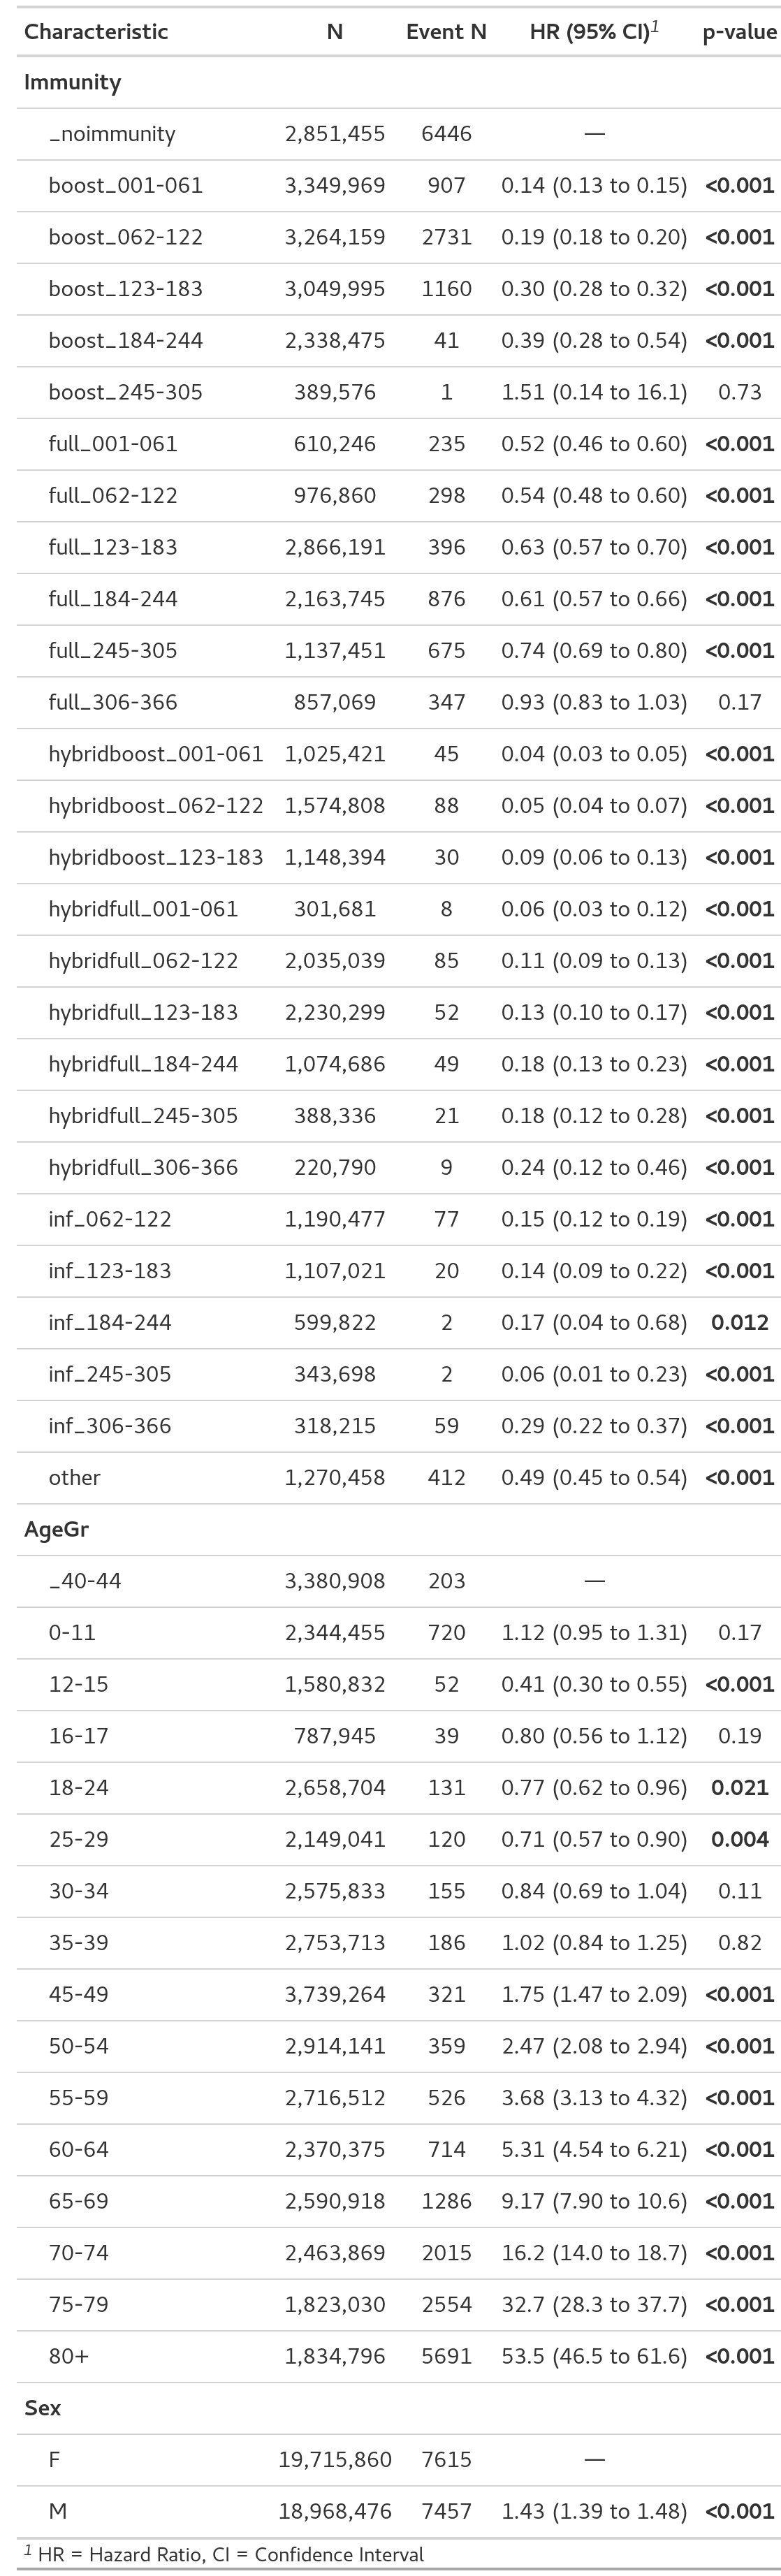 Characteristic N Event N HR (95% CI)1 p-value
Immunity
_noimmunity 2,851,455 6446 —
boost_001-061 3,349,969 907 0.14 (0.13 to 0.15) <0.001
boost_062-122 3,264,159 2731 0.19 (0.18 to 0.20) <0.001
boost_123-183 3,049,995 1160 0.30 (0.28 to 0.32) <0.001
boost_184-244 2,338,475 41 0.39 (0.28 to 0.54) <0.001
boost_245-305 389,576 1 1.51 (0.14 to 16.1) 0.73
full_001-061 610,246 235 0.52 (0.46 to 0.60) <0.001
full_062-122 976,860 298 0.54 (0.48 to 0.60) <0.001
full_123-183 2,866,191 396 0.63 (0.57 to 0.70) <0.001
full_184-244 2,163,745 876 0.61 (0.57 to 0.66) <0.001
full_245-305 1,137,451 675 0.74 (0.69 to 0.80) <0.001
full_306-366 857,069 347 0.93 (0.83 to 1.03) 0.17
hybridboost_001-061 1,025,421 45 0.04 (0.03 to 0.05) <0.001
hybridboost_062-122 1,574,808 88 0.05 (0.04 to 0.07) <0.001
hybridboost_123-183 1,148,394 30 0.09 (0.06 to 0.13) <0.001
hybridfull_001-061 301,681 8 0.06 (0.03 to 0.12) <0.001
hybridfull_062-122 2,035,039 85 0.11 (0.09 to 0.13) <0.001
hybridfull_123-183 2,230,299 52 0.13 (0.10 to 0.17) <0.001
hybridfull_184-244 1,074,686 49 0.18 (0.13 to 0.23) <0.001
hybridfull_245-305 388,336 21 0.18 (0.12 to 0.28) <0.001
hybridfull_306-366 220,790 9 0.24 (0.12 to 0.46) <0.001
inf_062-122 1,190,477 77 0.15 (0.12 to 0.19) <0.001
inf_123-183 1,107,021 20 0.14 (0.09 to 0.22) <0.001
inf_184-244 599,822 2 0.17 (0.04 to 0.68) 0.012
inf_245-305 343,698 2 0.06 (0.01 to 0.23) <0.001
inf_306-366 318,215 59 0.29 (0.22 to 0.37) <0.001
other 1,270,458 412 0.49 (0.45 to 0.54) <0.001
AgeGr
_40-44 3,380,908 203 —
0-11 2,344,455 720 1.12 (0.95 to 1.31) 0.17
12-15 1,580,832 52 0.41 (0.30 to 0.55) <0.001
16-17 787,945 39 0.80 (0.56 to 1.12) 0.19
18-24 2,658,704 131 0.77 (0.62 to 0.96) 0.021
25-29 2,149,041 120 0.71 (0.57 to 0.90) 0.004
30-34 2,575,833 155 0.84 (0.69 to 1.04) 0.11
35-39 2,753,713 186 1.02 (0.84 to 1.25) 0.82
45-49 3,739,264 321 1.75 (1.47 to 2.09) <0.001
50-54 2,914,141 359 2.47 (2.08 to 2.94) <0.001
55-59 2,716,512 526 3.68 (3.13 to 4.32) <0.001
60-64 2,370,375 714 5.31 (4.54 to 6.21) <0.001
65-69 2,590,918 1286 9.17 (7.90 to 10.6) <0.001
70-74 2,463,869 2015 16.2 (14.0 to 18.7) <0.001
75-79 1,823,030 2554 32.7 (28.3 to 37.7) <0.001
80+ 1,834,796 5691 53.5 (46.5 to 61.6) <0.001
Sex
F 19,715,860 7615 —
M 18,968,476 7457 1.43 (1.39 to 1.48) <0.001
1 HR = Hazard Ratio, CI = Confidence Interval